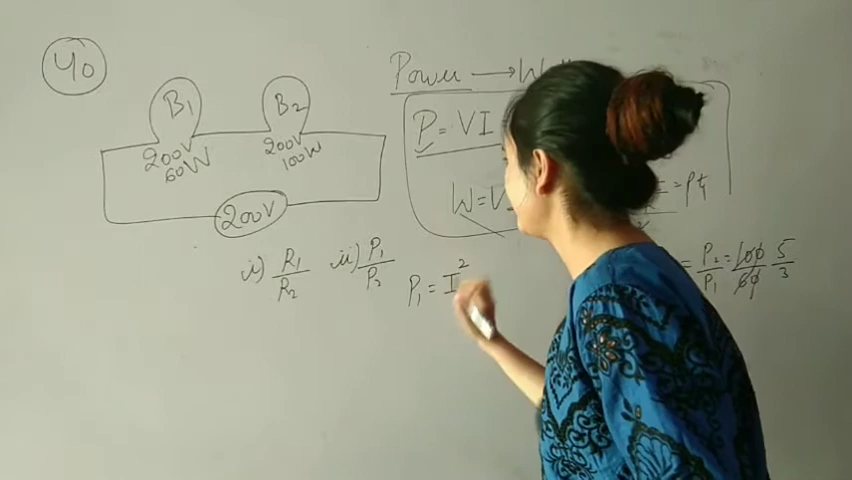 40
Power →
P = VI
B1
B2
200V
60W
200V
100W
200V
= Pt
i) R1/R2
ii) P1/P2
P1 = I²
= P2/P1 = 100/60 5/3